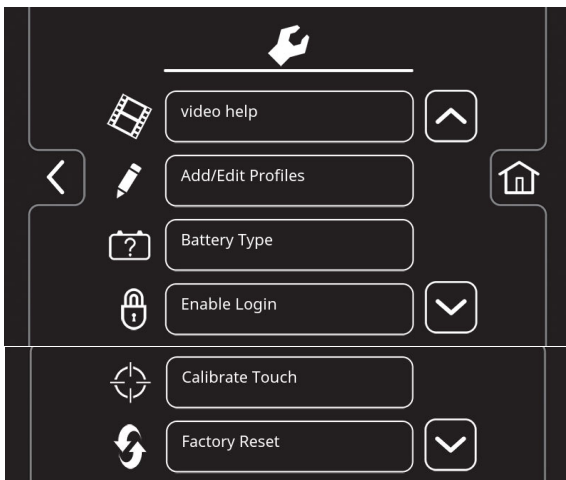 video help
Add/Edit Profiles
Battery Type
?
Enable Login
Calibrate Touch
Factory Reset